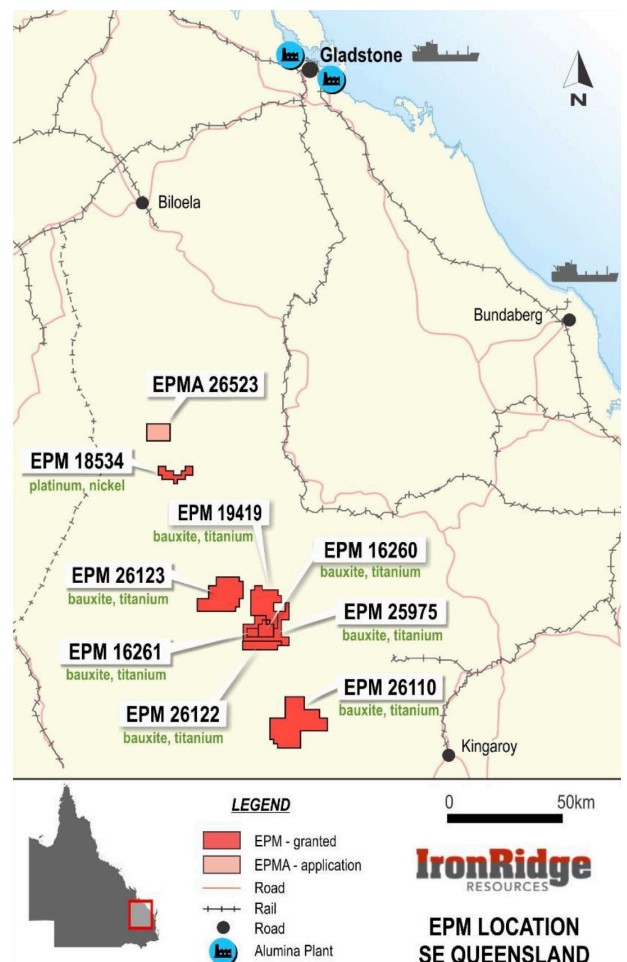 Gladstone
N
Biloela
Bundaberg
EPMA 26523
EPM 18534
platinum, nickel
EPM 19419
bauxite, titanium
EPM 16260
bauxite, titanium
EPM 26123
bauxite, titanium
EPM 25975
bauxite, titanium
EPM 16261
bauxite, titanium
EPM 26110
bauxite, titanium
EPM 26122
bauxite, titanium
Kingaroy
LEGEND
EPM - granted
EPMA - application
Road
Rail
Road
Alumina Plant
0 50km
IronRidge
RESOURCES
EPM LOCATION
SE QUEENSLAND